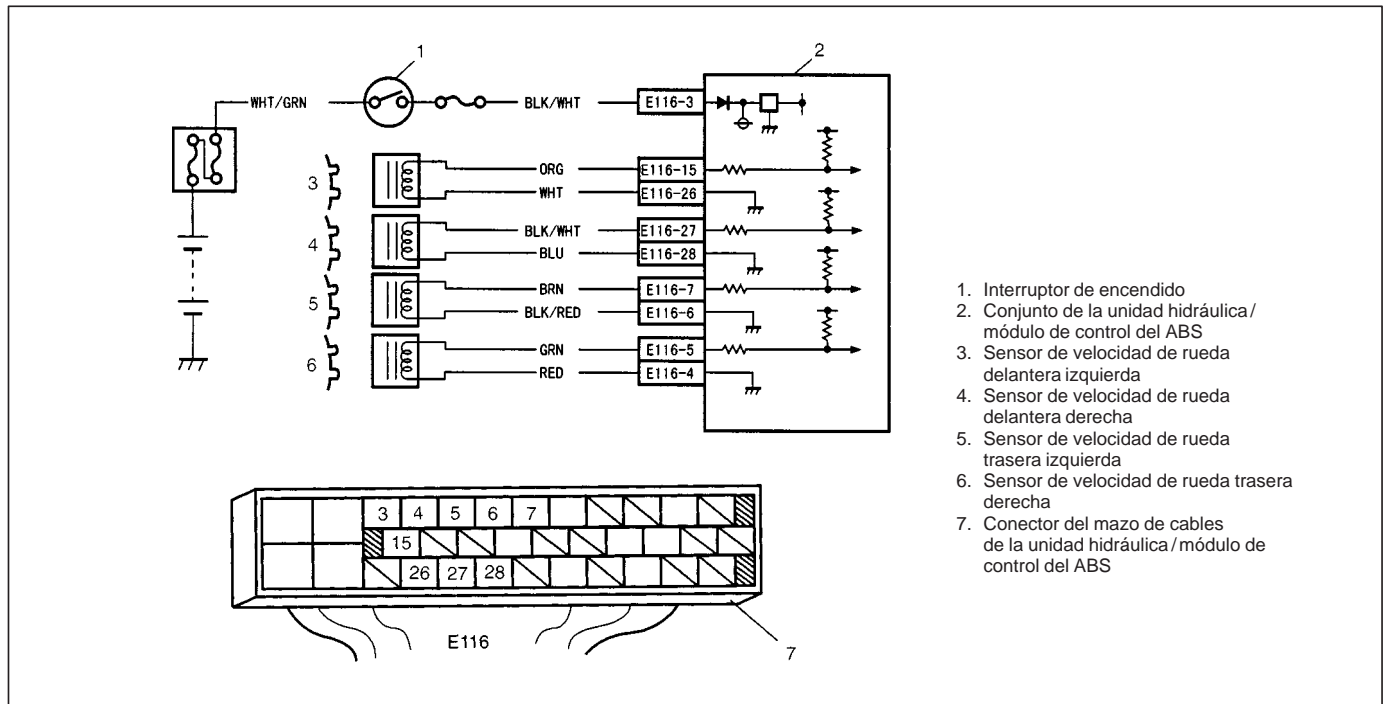 1
2
WHT/GRN
BLK/WHT
E116-3
3
ORG
E116-15
WHT
E116-26
4
BLK/WHT
E116-27
BLU
E116-28
5
BRN
E116-7
BLK/RED
E116-6
6
GRN
E116-5
RED
E116-4
1. Interruptor de encendido
2. Conjunto de la unidad hidráulica/
módulo de control del ABS
3. Sensor de velocidad de rueda
delantera izquierda
4. Sensor de velocidad de rueda
delantera derecha
5. Sensor de velocidad de rueda
trasera izquierda
6. Sensor de velocidad de rueda trasera
derecha
7. Conector del mazo de cables
de la unidad hidráulica/módulo de
control del ABS
3 4 5 6 7
15
26 27 28
E116
7